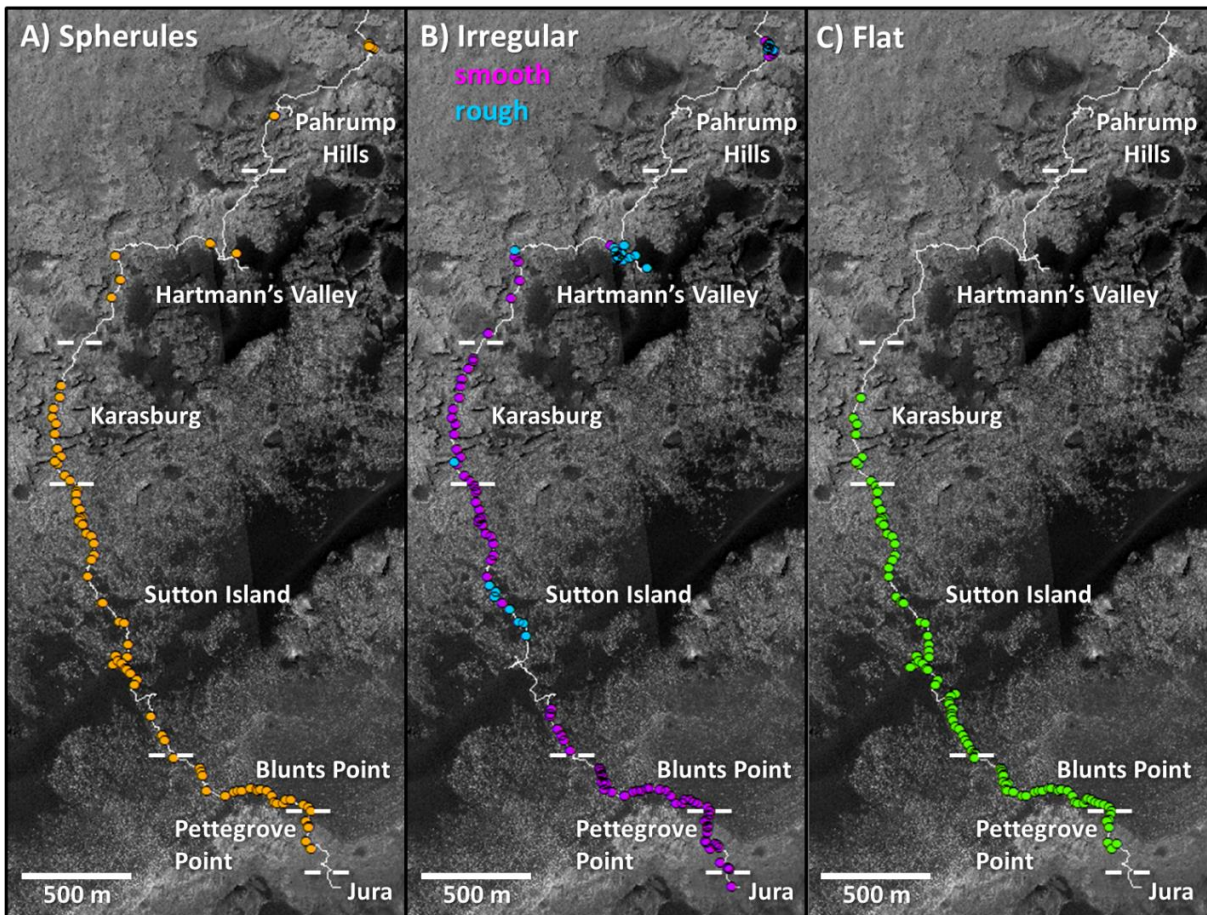 A) Spherules
Pahrump
Hills
Hartmann's Valley
Karasburg
Sutton Island
Blunts Point
Pettegrove
Point
500 m
Jura
B) Irregular
smooth
rough
Pahrump
Hills
Hartmann's Valley
Karasburg
Sutton Island
Blunts Point
Pettegrove
Point
500 m
Jura
C) Flat
Pahrump
Hills
Hartmann's Valley
Karasburg
Sutton Island
Blunts Point
Pettegrove
Point
500 m
Jura